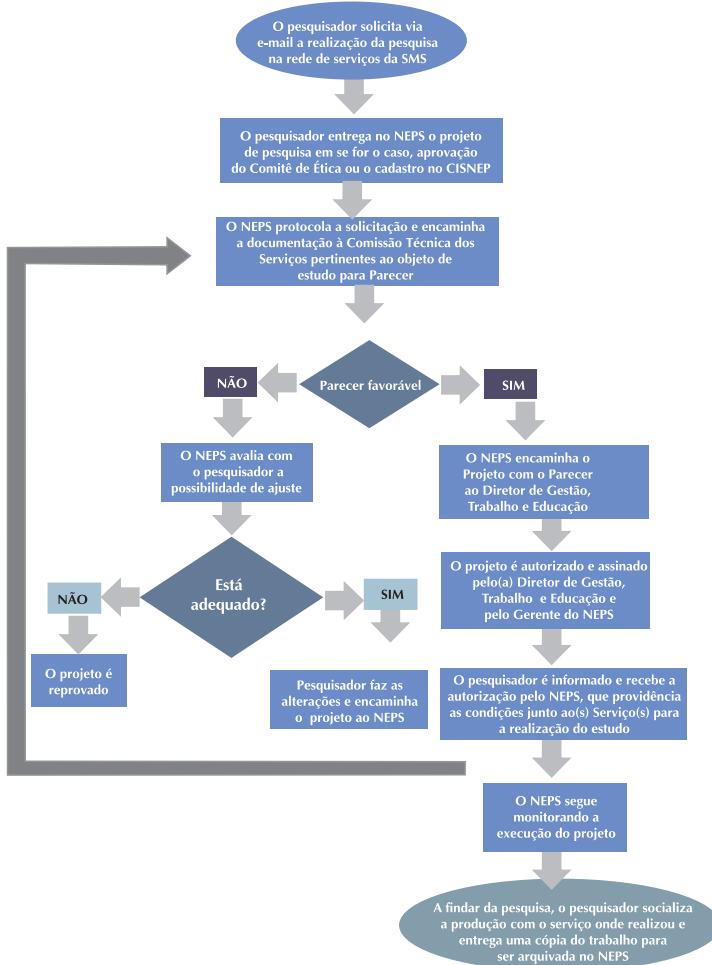 O pesquisador solicita via
e-mail a realização da pesquisa
na rede de serviços da SMS
O pesquisador entrega no NEPS o projeto
de pesquisa em se for o caso, aprovação
do Comitê de Ética ou o cadastro no CISNEP
O NEPS protocola a solicitação e encaminha
a documentação à Comissão Técnica dos
Serviços pertinentes ao objeto de
estudo para Parecer
Parecer favorável
NÃO
SIM
O NEPS avalia com
o pesquisador a
possibilidade de ajuste
Está
adequado?
NÃO
SIM
O projeto é
reprovado
Pesquisador faz as
alterações e encaminha
o projeto ao NEPS
O NEPS encaminha o
Projeto com o Parecer
ao Diretor de Gestão,
Trabalho e Educação
O projeto é autorizado e assinado
pelo(a) Diretor de Gestão,
Trabalho e Educação e
pelo Gerente do NEPS
O pesquisador é informado e recebe a
autorização pelo NEPS, que providência
as condições junto ao(s) Serviço(s) para
a realização do estudo
O NEPS segue
monitorando a
execução do projeto
A findar da pesquisa, o pesquisador socializa
a produção com o serviço onde realizou e
entrega uma cópia do trabalho para
ser arquivada no NEPS